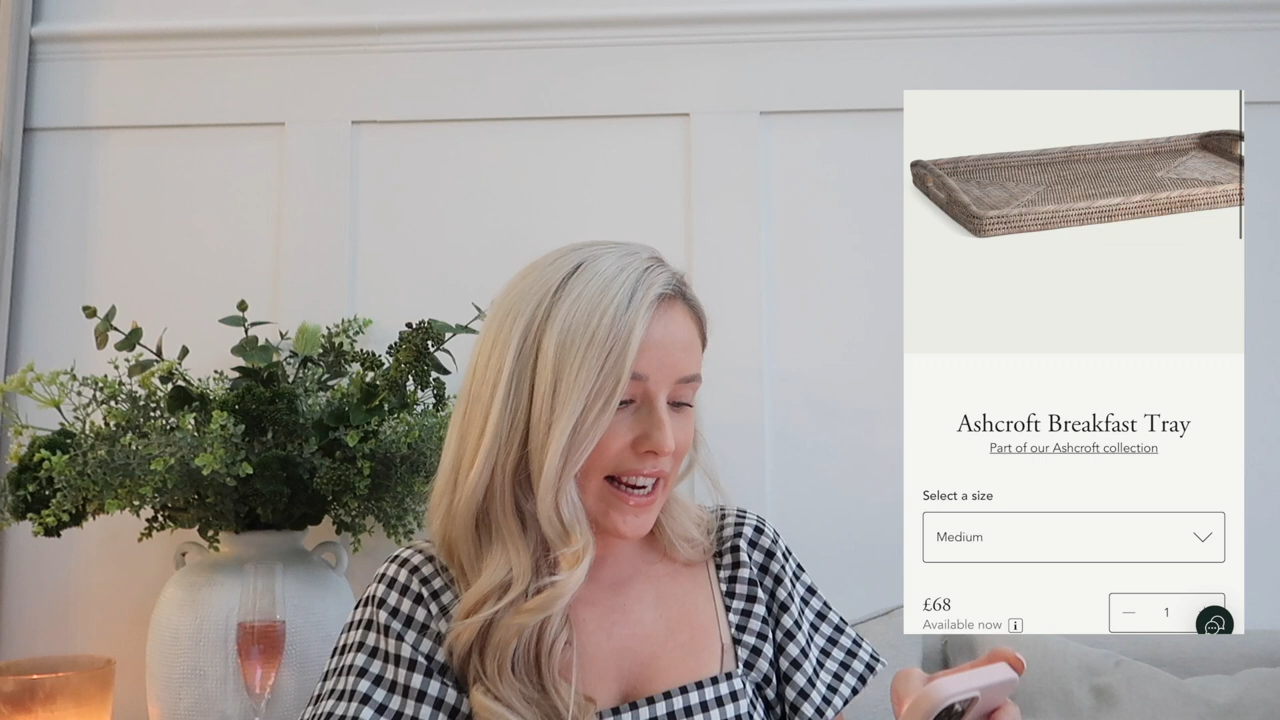 Ashcroft Breakfast Tray
Part of our Ashcroft collection
Select a size
Medium
£68
Available now i
— 1